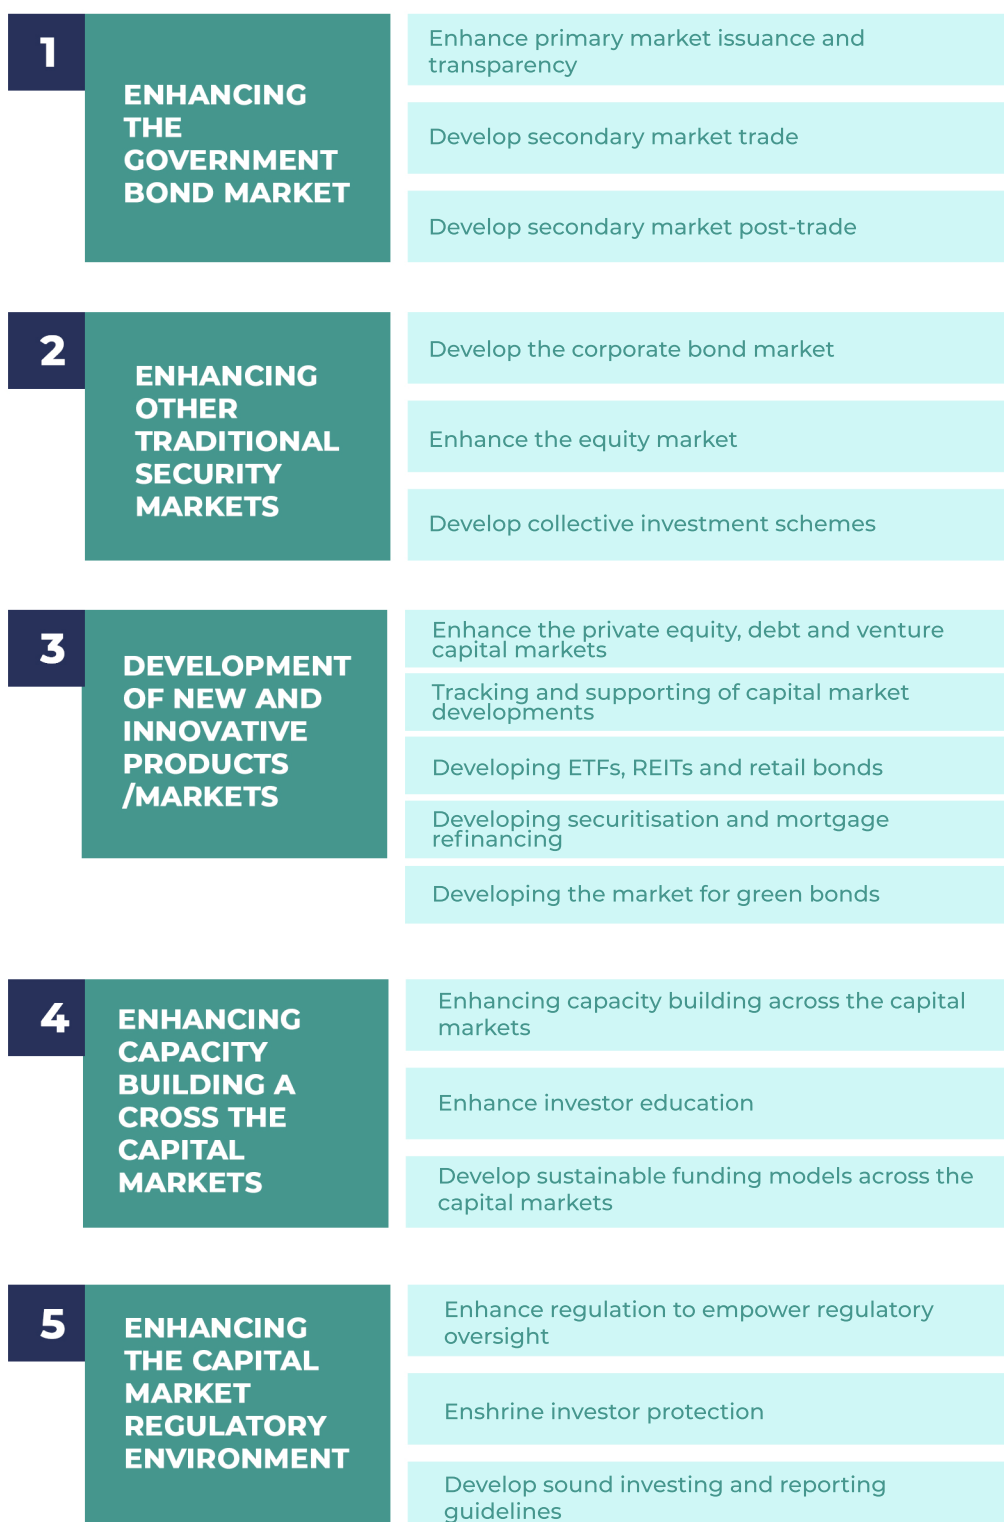 1
ENHANCING
THE
GOVERNMENT
BOND MARKET
Enhance primary market issuance and
transparency
Develop secondary market trade
Develop secondary market post-trade
2
ENHANCING
OTHER
TRADITIONAL
SECURITY
MARKETS
Develop the corporate bond market
Enhance the equity market
Develop collective investment schemes
3
DEVELOPMENT
OF NEW AND
INNOVATIVE
PRODUCTS
/MARKETS
Enhance the private equity, debt and venture
capital markets
Tracking and supporting of capital market
developments
Developing ETFs, REITs and retail bonds
Developing securitisation and mortgage
refinancing
Developing the market for green bonds
4
ENHANCING
CAPACITY
BUILDING A
CROSS THE
CAPITAL
MARKETS
Enhancing capacity building across the capital
markets
Enhance investor education
Develop sustainable funding models across the
capital markets
5
ENHANCING
THE CAPITAL
MARKET
REGULATORY
ENVIRONMENT
Enhance regulation to empower regulatory
oversight
Enshrine investor protection
Develop sound investing and reporting
guidelines